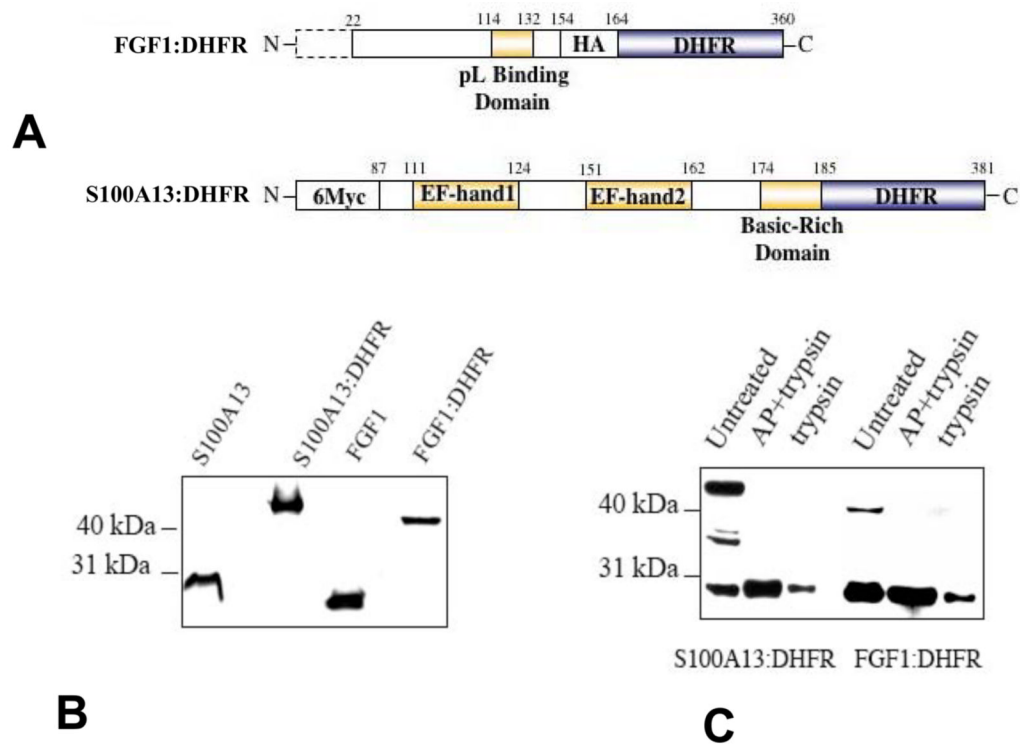 22 114 132 154 164 360
FGF1:DHFR N HA DHFR C
pL Binding
Domain
A
87 111 124 151 162 174 185 381
S100A13:DHFR N 6Myc EF-hand1 EF-hand2 DHFR C
Basic-Rich
Domain
S100A13
S100A13:DHFR
FGF1
FGF1:DHFR
40 kDa
31 kDa
B
Untreated
AP+trypsin
trypsin
Untreated
AP+trypsin
trypsin
40 kDa
31 kDa
S100A13:DHFR FGF1:DHFR
C